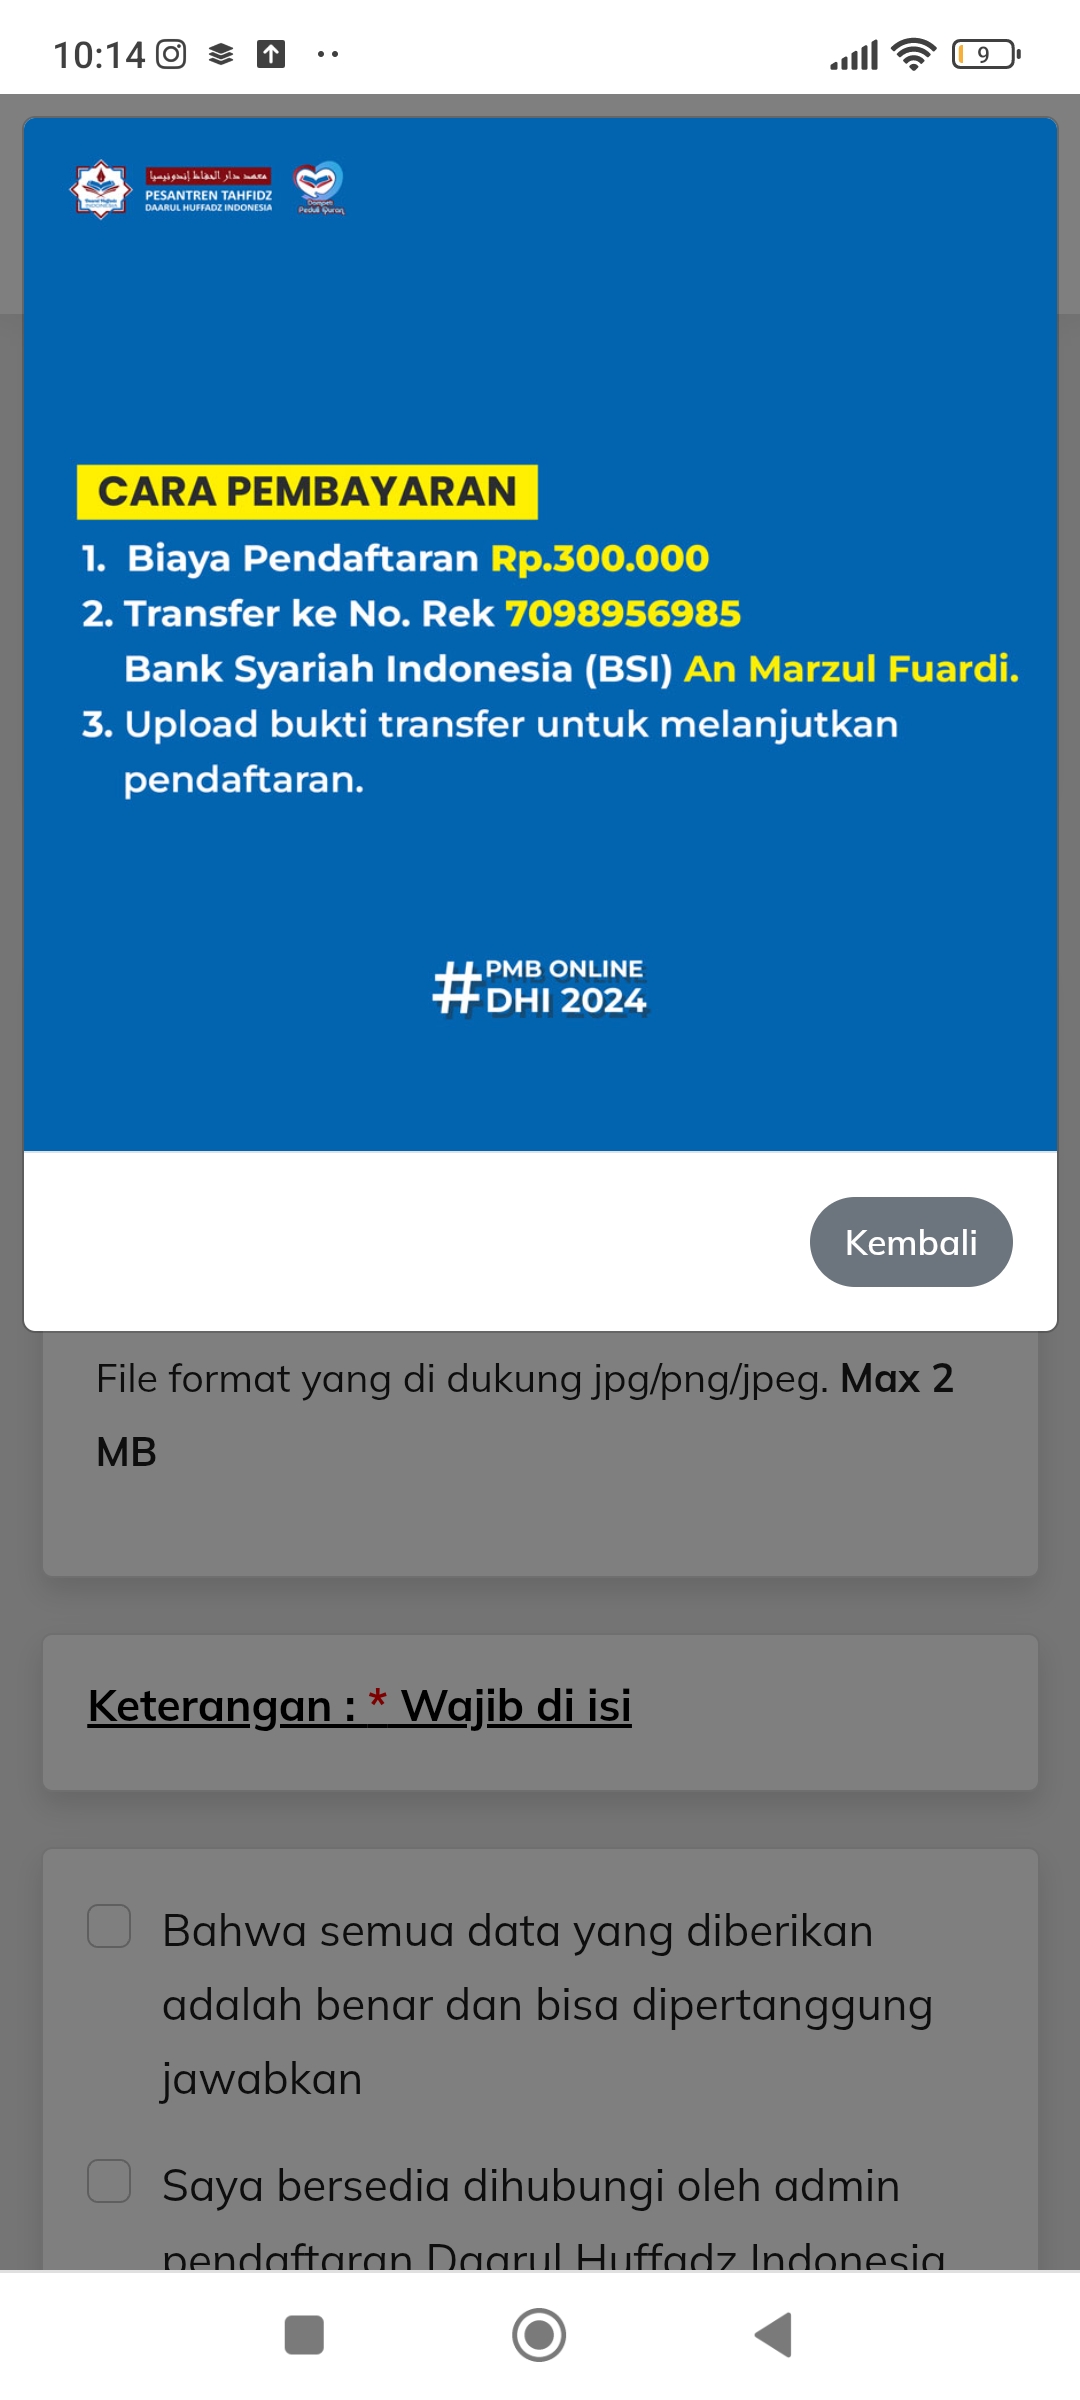 10:14
9
معهد دار الحفاظ إندونيسيا
PESANTREN TAHFIDZ
DAARUL HUFFADZ INDONESIA
Dompet
Peduli Quran
CARA PEMBAYARAN
1. Biaya Pendaftaran Rp.300.000
2. Transfer ke No. Rek 7098956985
Bank Syariah Indonesia (BSI) An Marzul Fuardi.
3. Upload bukti transfer untuk melanjutkan
pendaftaran.
# PMB ONLINE
DHI 2024
Kembali
File format yang di dukung jpg/png/jpeg. Max 2
MB
Keterangan : * Wajib di isi
Bahwa semua data yang diberikan
adalah benar dan bisa dipertanggung
jawabkan
Saya bersedia dihubungi oleh admin
pendaftaran Daarul Huffadz Indonesia